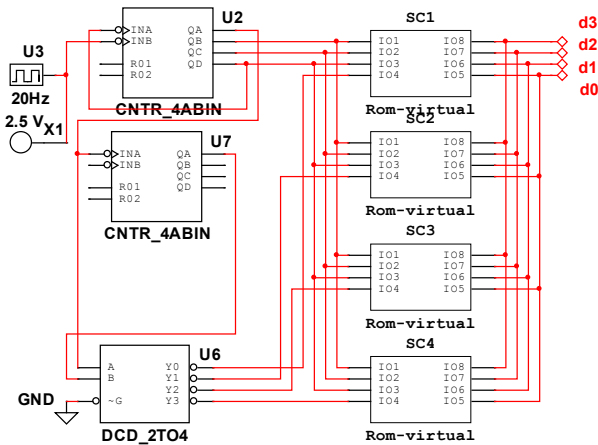 U3
20Hz
2.5 V
X1
U2
INA
INB
R01
R02
QA
QB
QC
QD
CNTR_4ABIN
U7
INA
INB
R01
R02
QA
QB
QC
QD
CNTR_4ABIN
U6
A
B
~G
Y0
Y1
Y2
Y3
DCD_2TO4
GND
SC1
IO1 IO8
IO2 IO7
IO3 IO6
IO4 IO5
Rom-virtual
SC2
IO1 IO8
IO2 IO7
IO3 IO6
IO4 IO5
Rom-virtual
SC3
IO1 IO8
IO2 IO7
IO3 IO6
IO4 IO5
Rom-virtual
SC4
IO1 IO8
IO2 IO7
IO3 IO6
IO4 IO5
Rom-virtual
d3
d2
d1
d0